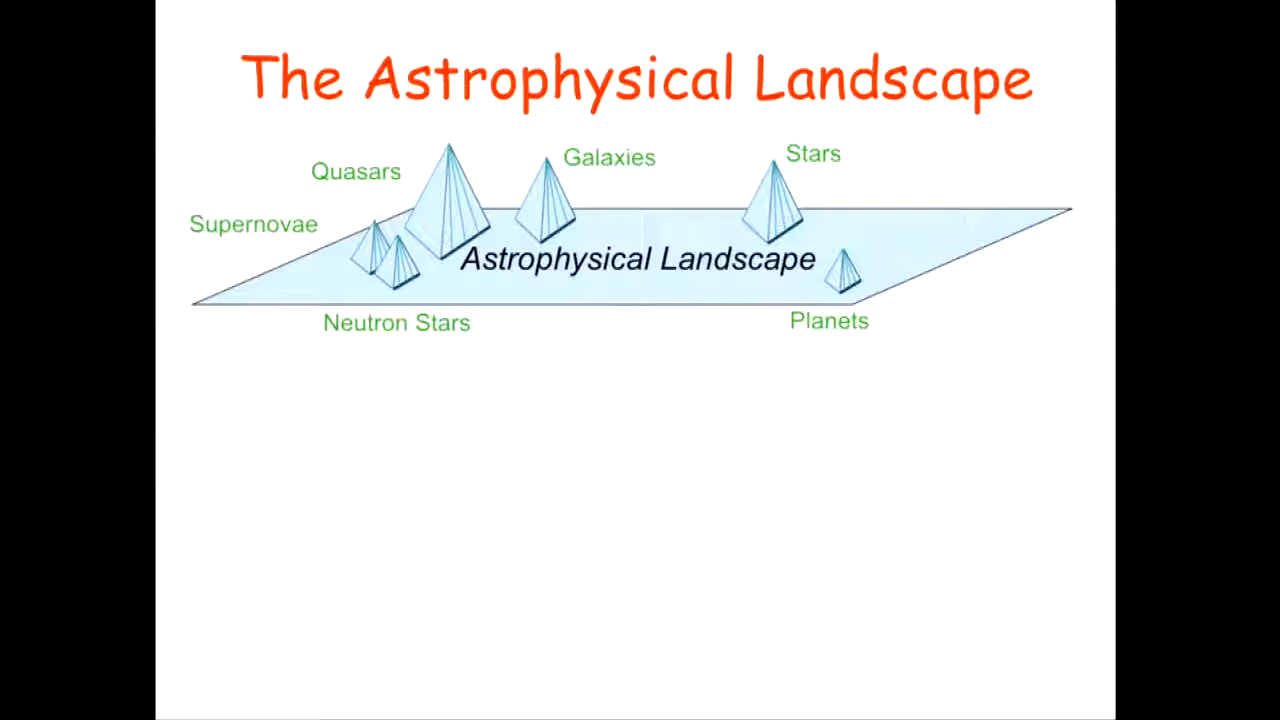 The Astrophysical Landscape
Quasars
Galaxies
Stars
Supernovae
Astrophysical Landscape
Neutron Stars
Planets